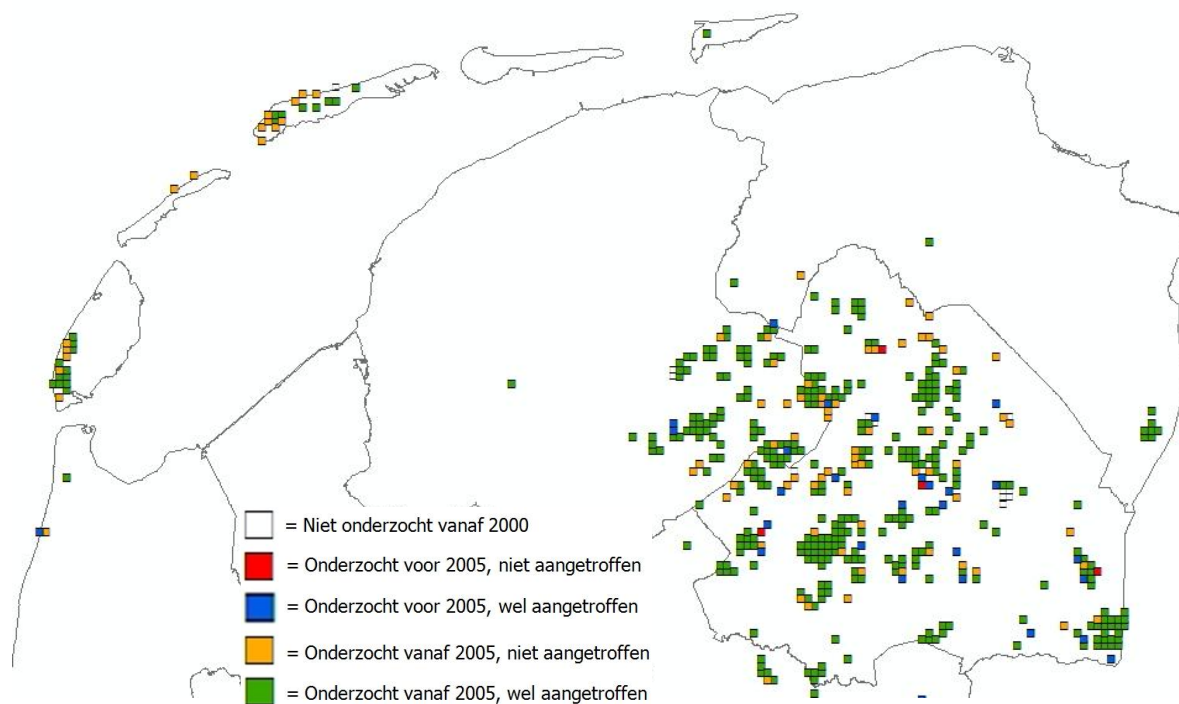 = Niet onderzocht vanaf 2000
= Onderzocht voor 2005, niet aangetroffen
= Onderzocht voor 2005, wel aangetroffen
= Onderzocht vanaf 2005, niet aangetroffen
= Onderzocht vanaf 2005, wel aangetroffen